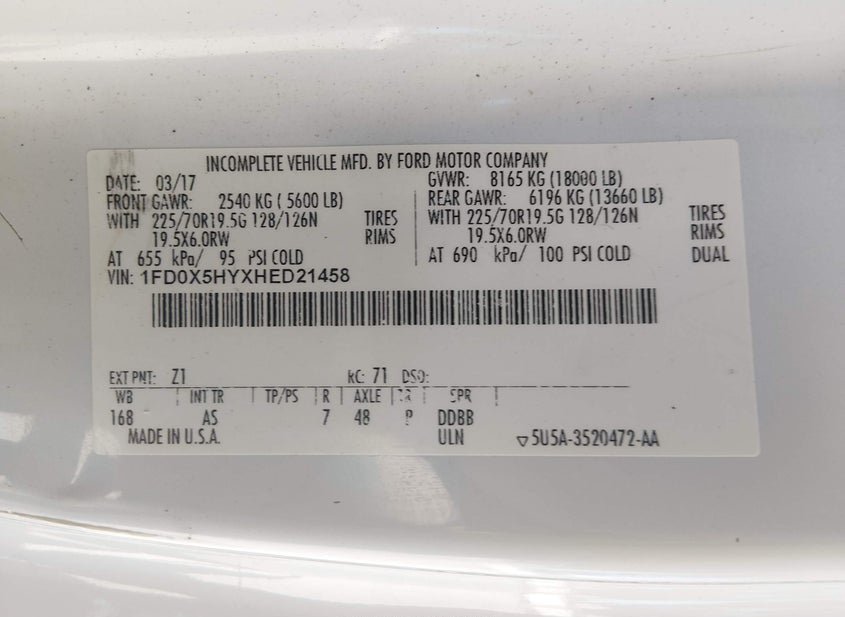 INCOMPLETE VEHICLE MFD. BY FORD MOTOR COMPANY
DATE: 03/17 GVWR: 8165 KG (18000 LB)
FRONT GAWR: 2540 KG ( 5600 LB) REAR GAWR: 6196 KG (13660 LB)
WITH 225/70R19.5G 128/126N TIRES WITH 225/70R19.5G 128/126N TIRES
19.5X6.0RW RIMS 19.5X6.0RW RIMS
AT 655 kPa/ 95 PSI COLD AT 690 kPa/ 100 PSI COLD DUAL
VIN: 1FD0X5HYXHED21458
EXT PNT: Z1 RC: 71 DSO:
WB INT TR TP/PS R AXLE TR SPR
168 AS 7 48 P DDBB
MADE IN U.S.A. ULN 5U5A-3520472-AA